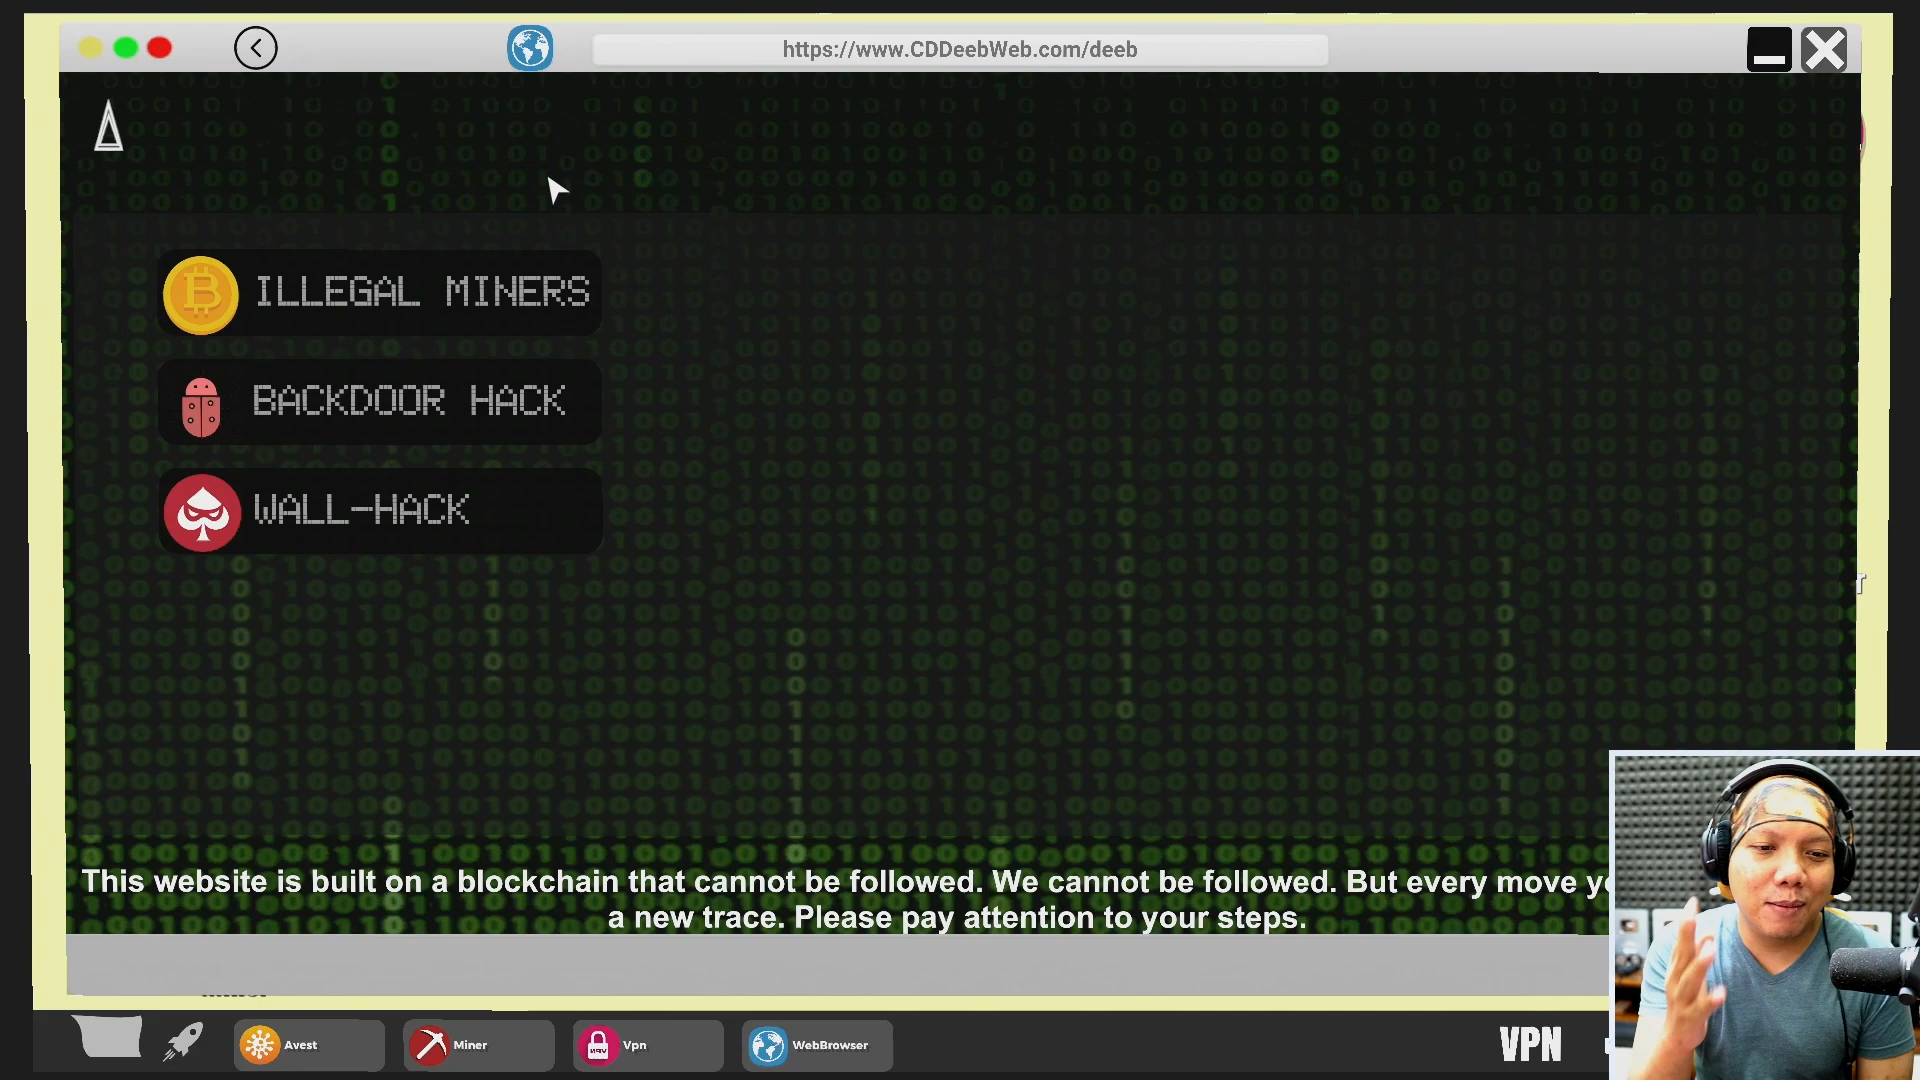 https://www.CDDeebWeb.com/deeb
ILLEGAL MINERS
BACKDOOR HACK
WALL-HACK
This website is built on a blockchain that cannot be followed. We cannot be followed. But every move
a new trace. Please pay attention to your steps.
Avest
Miner
Vpn
WebBrowser
VPN